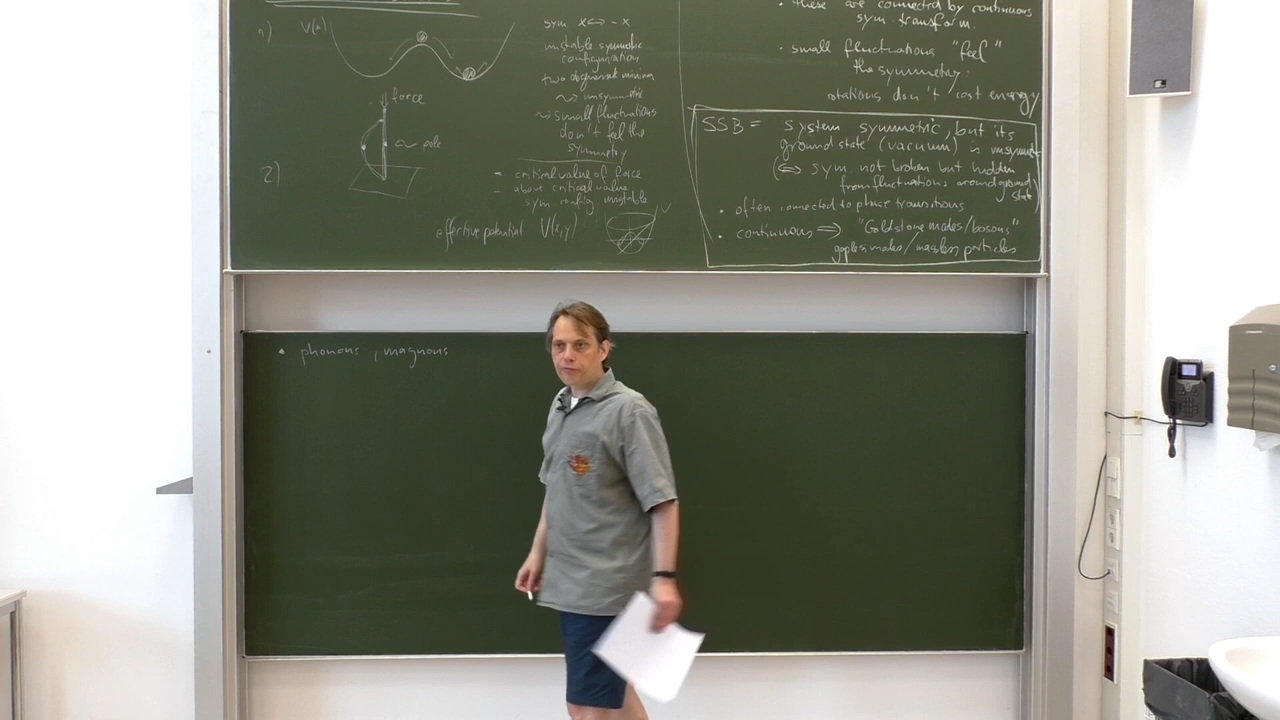 1) V(x)
sym x ⟺ -x
unstable symmetric
configuration
two degenerate minima
⇝ unsymmetric
⇝ small fluctuations
don't feel the
symmetry
2)
force
~ pole
- critical value of force
- above critical value
sym config. unstable
effective potential V(x,y)
V
• these are connected by continuous
sym transform.
• small fluctuations "feel"
the symmetry:
rotations don't cost energy
SSB = system symmetric, but its
ground state (vacuum) is unsymm
(⟺ sym not broken but hidden
from fluctuations around ground
state)
• often connected to phase transitions
• continuous ⟹ "Goldstone modes/bosons"
gapless modes/massless particles
• phonons, magnons